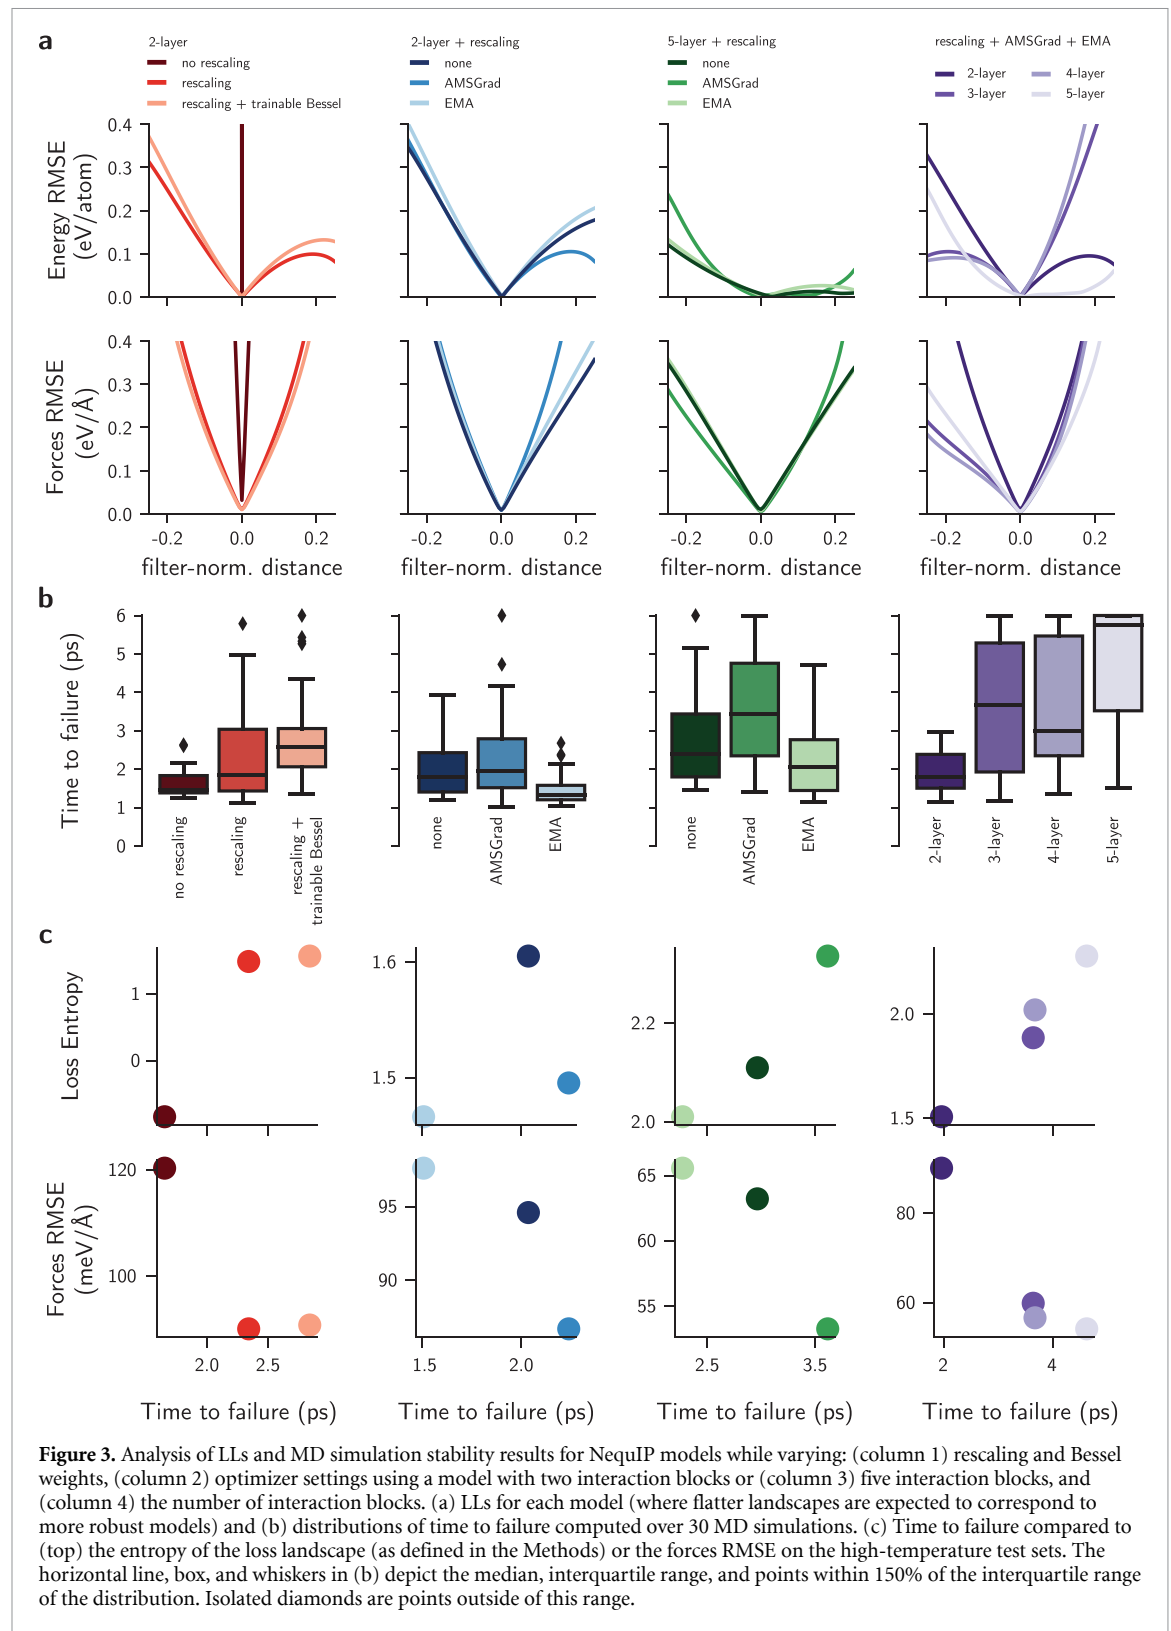 a
2-layer
no rescaling
rescaling
rescaling + trainable Bessel
2-layer + rescaling
none
AMSGrad
EMA
5-layer + rescaling
none
AMSGrad
EMA
rescaling + AMSGrad + EMA
2-layer 4-layer
3-layer 5-layer
Energy RMSE
(eV/atom)
0.4
0.3
0.2
0.1
0.0
Forces RMSE
(eV/Å)
0.4
0.3
0.2
0.1
0.0
-0.2 0.0 0.2
-0.2 0.0 0.2
-0.2 0.0 0.2
-0.2 0.0 0.2
filter-norm. distance
filter-norm. distance
filter-norm. distance
filter-norm. distance
b
Time to failure (ps)
6
5
4
3
2
1
0
no rescaling
rescaling
rescaling +
trainable Bessel
none
AMSGrad
EMA
none
AMSGrad
EMA
2-layer
3-layer
4-layer
5-layer
c
Loss Entropy
1
0
1.6
1.5
2.2
2.0
2.0
1.5
Forces RMSE
(meV/Å)
120
100
95
90
65
60
55
80
60
2.0 2.5
1.5 2.0
2.5 3.5
2 4
Time to failure (ps)
Time to failure (ps)
Time to failure (ps)
Time to failure (ps)
Figure 3. Analysis of LLs and MD simulation stability results for NequIP models while varying: (column 1) rescaling and Bessel
weights, (column 2) optimizer settings using a model with two interaction blocks or (column 3) five interaction blocks, and
(column 4) the number of interaction blocks. (a) LLs for each model (where flatter landscapes are expected to correspond to
more robust models) and (b) distributions of time to failure computed over 30 MD simulations. (c) Time to failure compared to
(top) the entropy of the loss landscape (as defined in the Methods) or the forces RMSE on the high-temperature test sets. The
horizontal line, box, and whiskers in (b) depict the median, interquartile range, and points within 150% of the interquartile range
of the distribution. Isolated diamonds are points outside of this range.